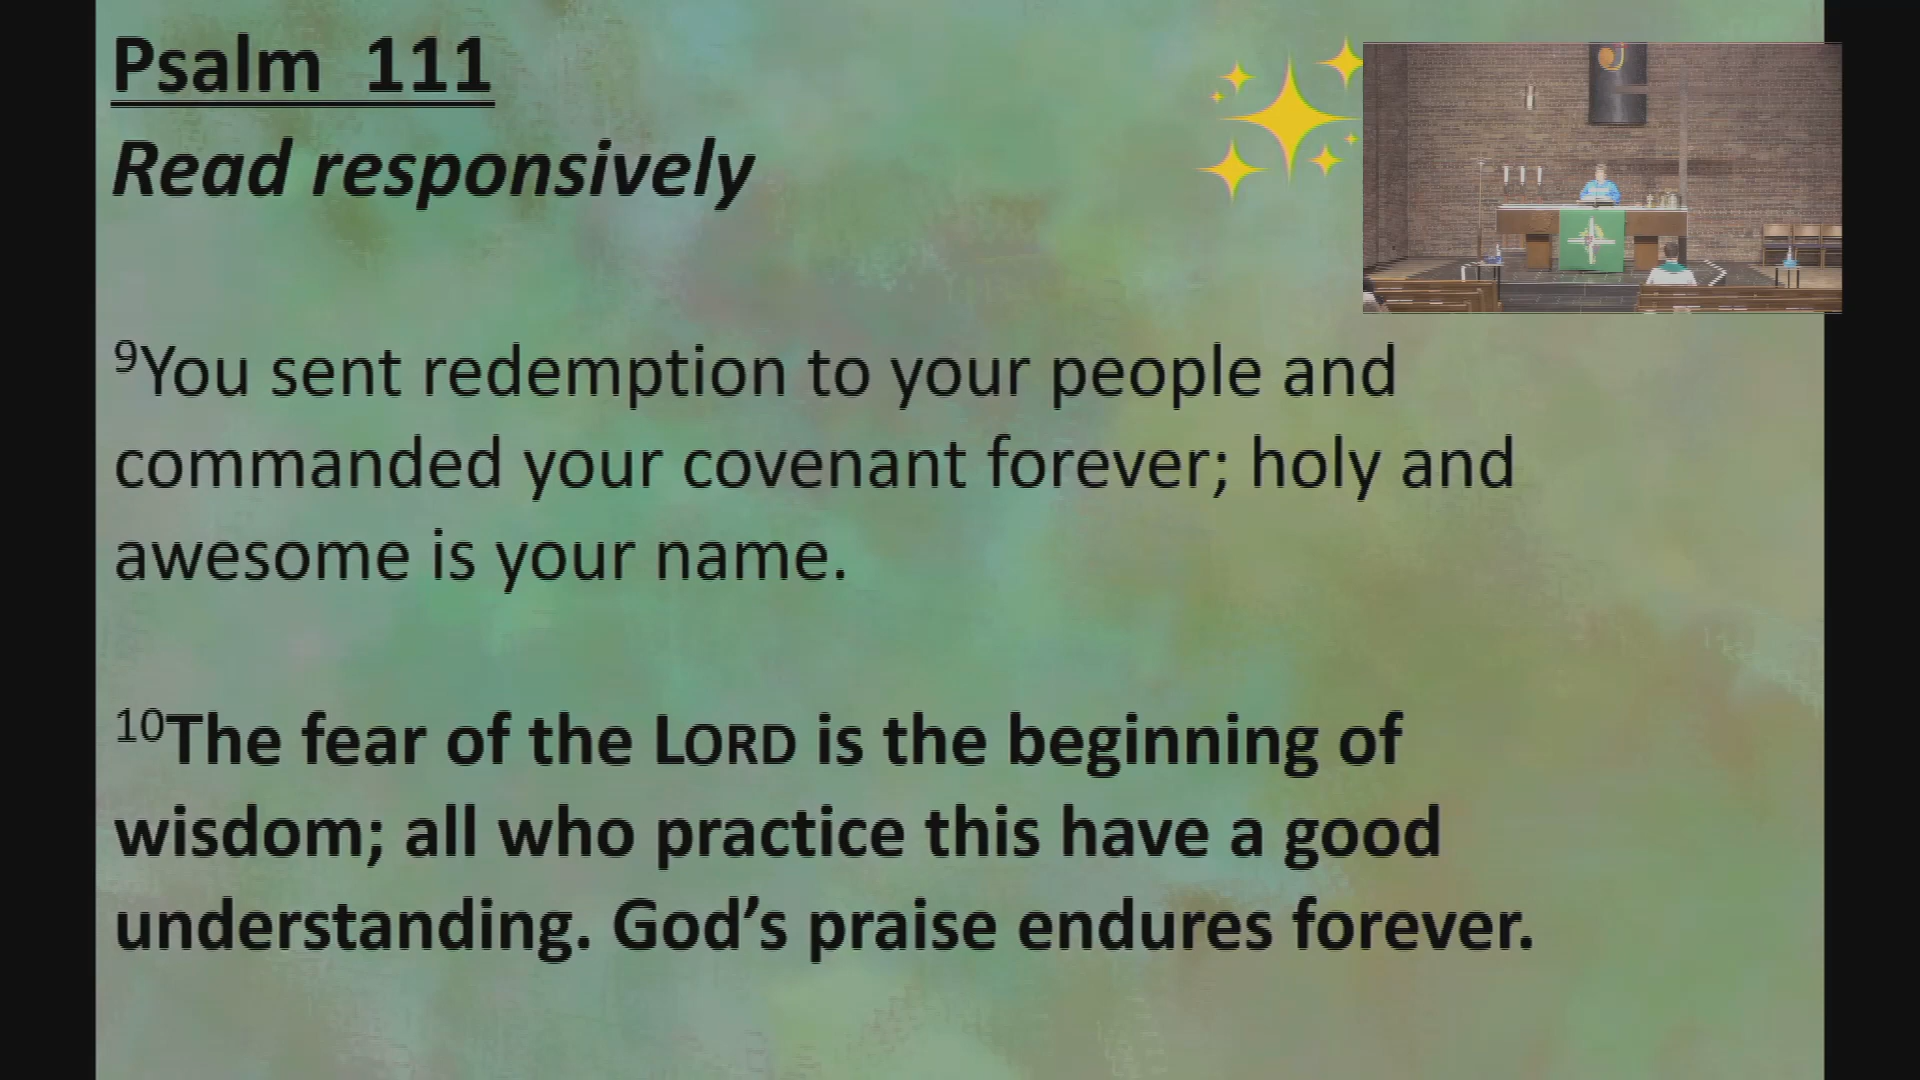 Psalm 111
Read responsively
⁹You sent redemption to your people and
commanded your covenant forever; holy and
awesome is your name.
¹⁰The fear of the LORD is the beginning of
wisdom; all who practice this have a good
understanding. God’s praise endures forever.